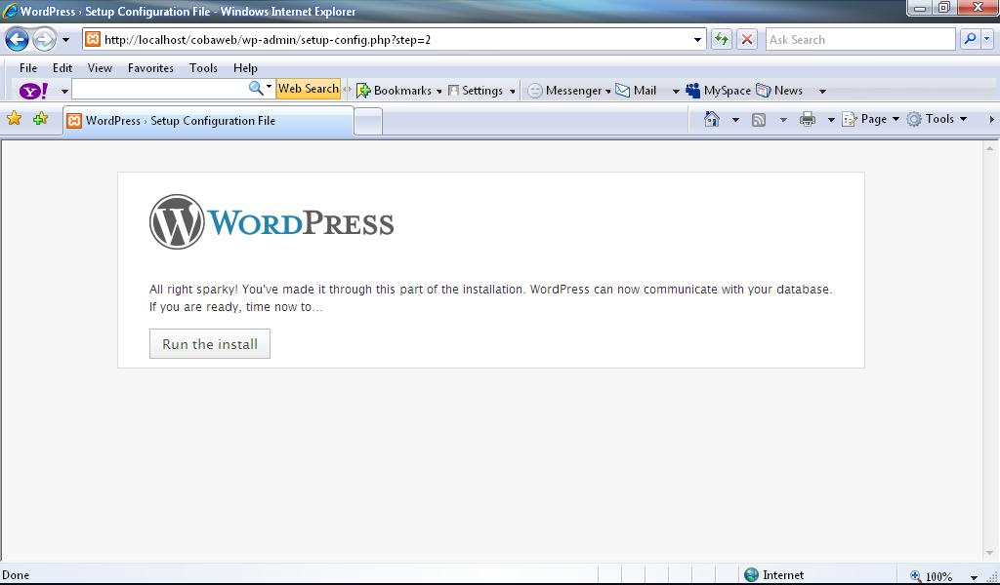 WordPress › Setup Configuration File - Windows Internet Explorer
http://localhost/cobaweb/wp-admin/setup-config.php?step=2
Ask Search
File Edit View Favorites Tools Help
Y! Web Search Bookmarks Settings Messenger Mail MySpace News
WordPress › Setup Configuration File
Page Tools
W WORDPRESS
All right sparky! You've made it through this part of the installation. WordPress can now communicate with your database.
If you are ready, time now to…
Run the install
Done Internet 100%